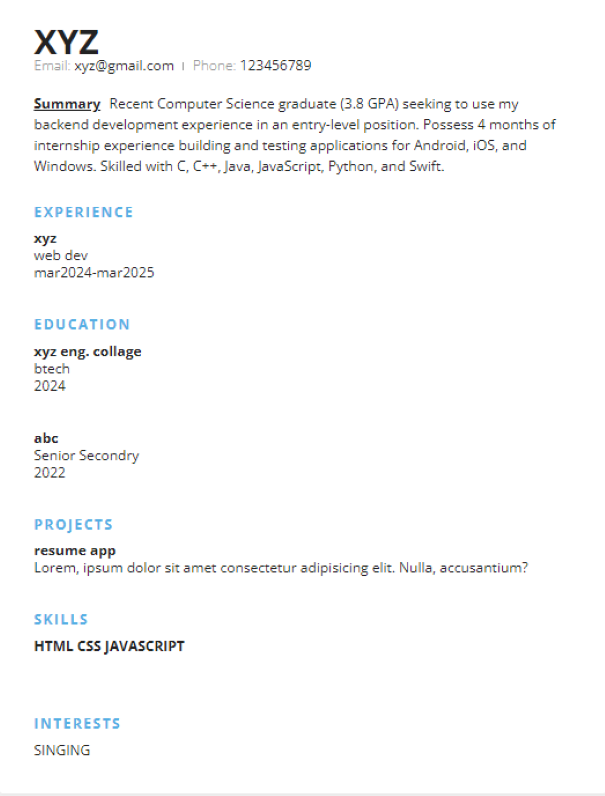 XYZ
Email: xyz@gmail.com | Phone: 123456789
Summary Recent Computer Science graduate (3.8 GPA) seeking to use my
backend development experience in an entry-level position. Possess 4 months of
internship experience building and testing applications for Android, iOS, and
Windows. Skilled with C, C++, Java, JavaScript, Python, and Swift.
EXPERIENCE
xyz
web dev
mar2024-mar2025
EDUCATION
xyz eng. collage
btech
2024
abc
Senior Secondry
2022
PROJECTS
resume app
Lorem, ipsum dolor sit amet consectetur adipisicing elit. Nulla, accusantium?
SKILLS
HTML CSS JAVASCRIPT
INTERESTS
SINGING